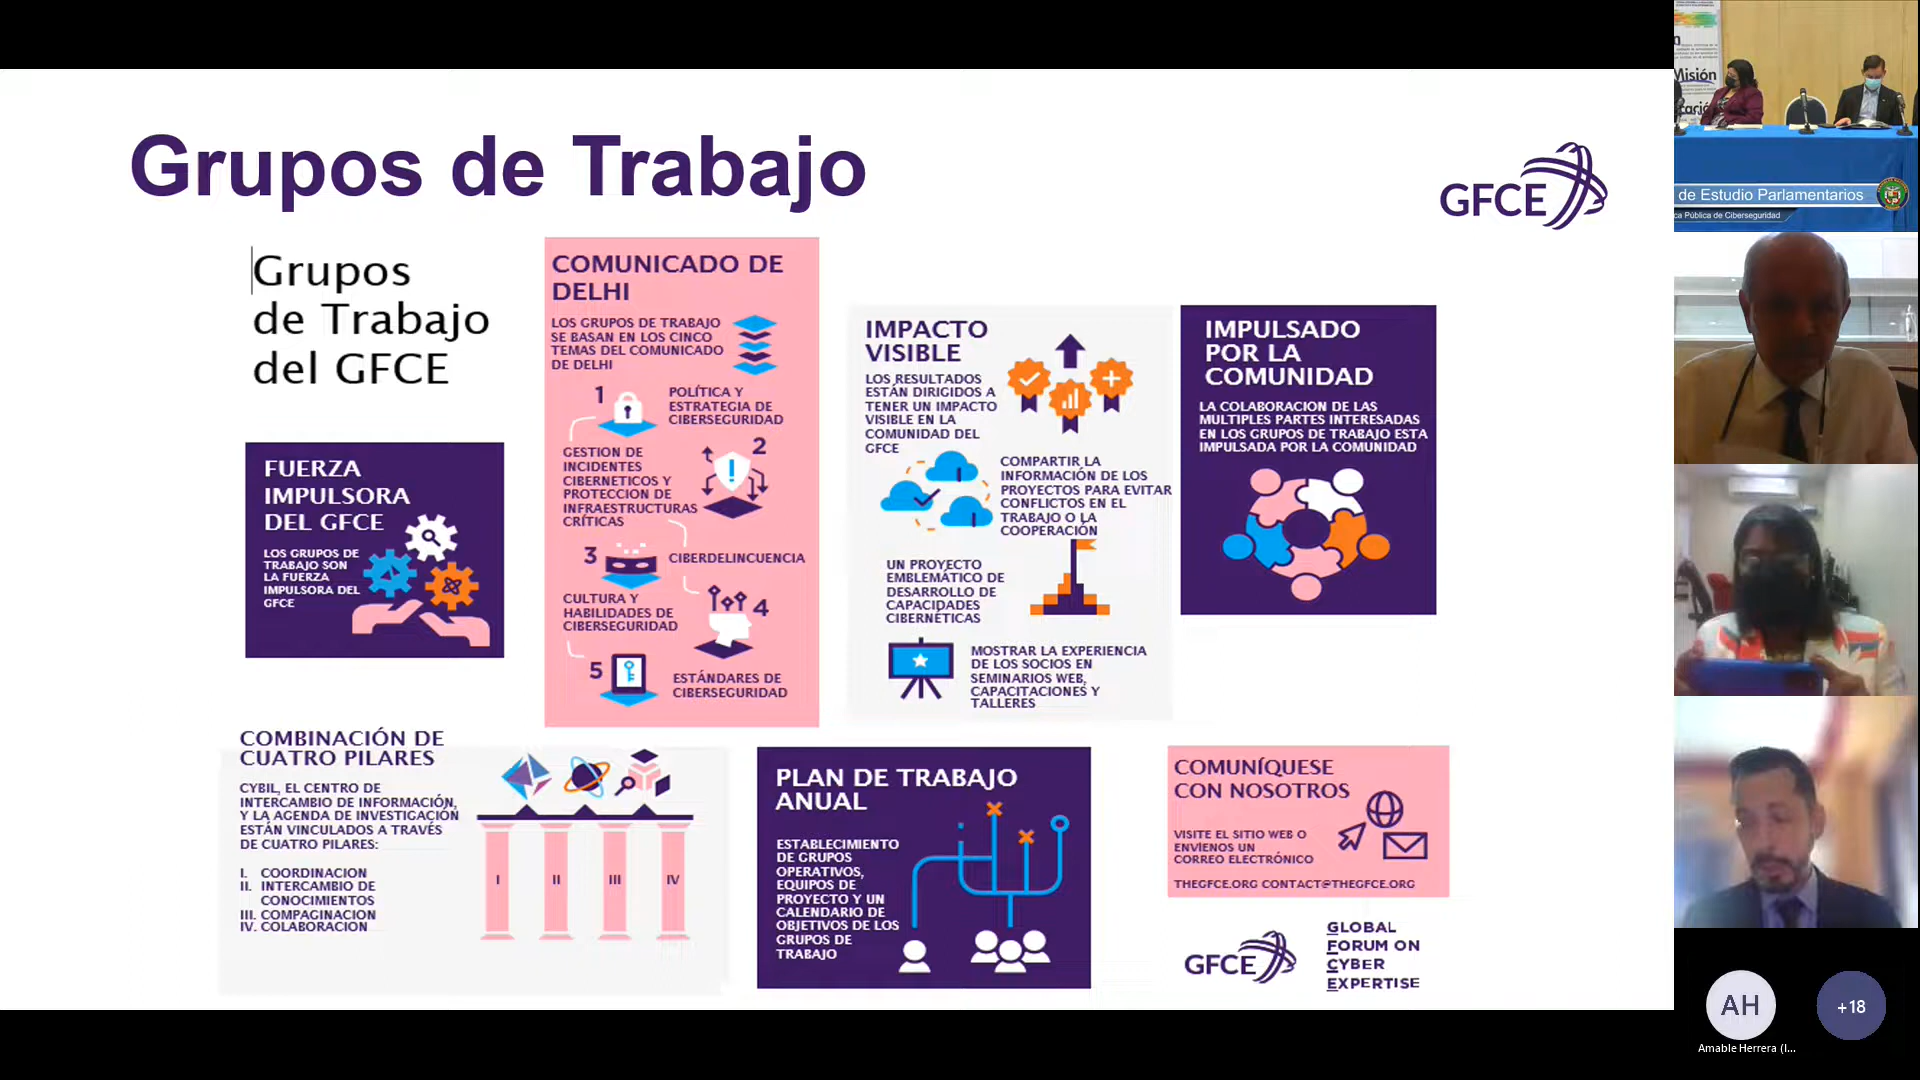 Grupos de Trabajo
GFCE
Grupos
de Trabajo
del GFCE
FUERZA
IMPULSORA
DEL GFCE
LOS GRUPOS DE
TRABAJO SON
LA FUERZA
IMPULSORA DEL
GFCE
COMUNICADO DE
DELHI
LOS GRUPOS DE TRABAJO
SE BASAN EN LOS CINCO
TEMAS DEL COMUNICADO
DE DELHI
1
POLÍTICA Y
ESTRATEGIA DE
CIBERSEGURIDAD
2
GESTION DE
INCIDENTES
CIBERNETICOS Y
PROTECCION DE
INFRAESTRUCTURAS
CRÍTICAS
3
CIBERDELINCUENCIA
CULTURA Y
HABILIDADES DE
CIBERSEGURIDAD
4
5
ESTÁNDARES DE
CIBERSEGURIDAD
IMPACTO
VISIBLE
LOS RESULTADOS
ESTÁN DIRIGIDOS A
TENER UN IMPACTO
VISIBLE EN LA
COMUNIDAD DEL
GFCE
COMPARTIR LA
INFORMACIÓN DE LOS
PROYECTOS PARA EVITAR
CONFLICTOS EN EL
TRABAJO O LA
COOPERACIÓN
UN PROYECTO
EMBLEMÁTICO DE
DESARROLLO DE
CAPACIDADES
CIBERNÉTICAS
MOSTRAR LA EXPERIENCIA
DE LOS SOCIOS EN
SEMINARIOS WEB,
CAPACITACIONES Y
TALLERES
IMPULSADO
POR LA
COMUNIDAD
LA COLABORACION DE LAS
MULTIPLES PARTES INTERESADAS
EN LOS GRUPOS DE TRABAJO ESTA
IMPULSADA POR LA COMUNIDAD
COMBINACIÓN DE
CUATRO PILARES
CYBIL, EL CENTRO DE
INTERCAMBIO DE INFORMACIÓN,
Y LA AGENDA DE INVESTIGACIÓN
ESTÁN VINCULADOS A TRAVÉS
DE CUATRO PILARES:
I. COORDINACION
II. INTERCAMBIO DE
CONOCIMIENTOS
III. COMPAGINACION
IV. COLABORACION
I II III IV
PLAN DE TRABAJO
ANUAL
ESTABLECIMIENTO
DE GRUPOS
OPERATIVOS,
EQUIPOS DE
PROYECTO Y UN
CALENDARIO DE
OBJETIVOS DE LOS
GRUPOS DE
TRABAJO
COMUNÍQUESE
CON NOSOTROS
VISITE EL SITIO WEB O
ENVÍENOS UN
CORREO ELECTRÓNICO
THEGFCE.ORG CONTACT@THEGFCE.ORG
GFCE
GLOBAL
FORUM ON
CYBER
EXPERTISE
Misión
de Estudio Parlamentarios
ca Pública de Ciberseguridad
AH
+18
Amable Herrera (I...